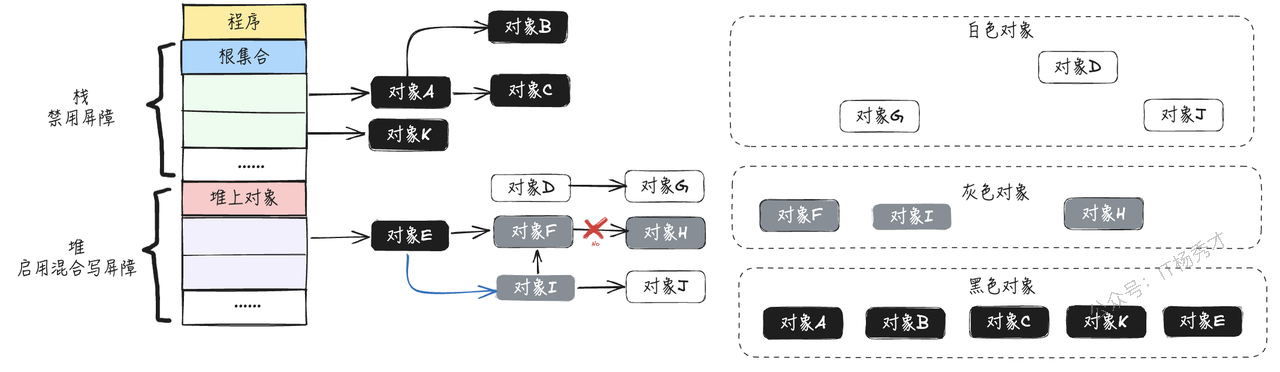 程序
根集合
栈
禁用屏障
......
对象A
对象B
对象C
对象K
堆上对象
堆
启用混合写屏障
......
对象D
对象G
对象E
对象F
NO
对象H
对象I
对象J
白色对象
对象D
对象G
对象J
灰色对象
对象F
对象I
对象H
黑色对象
对象A
对象B
对象C
对象K
对象E
公众号：IT杨秀才